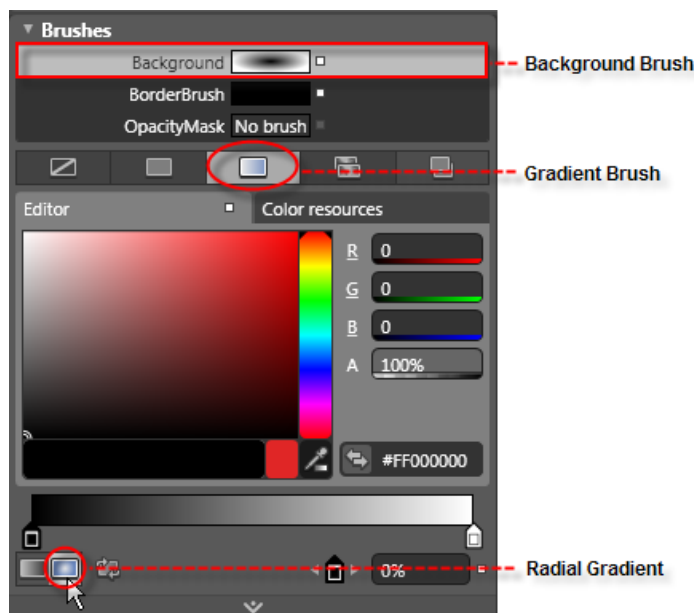 Brushes
Background
Background Brush
BorderBrush
OpacityMask No brush
Gradient Brush
Editor Color resources
R 0
G 0
B 0
A 100%
#FF000000
0%
Radial Gradient